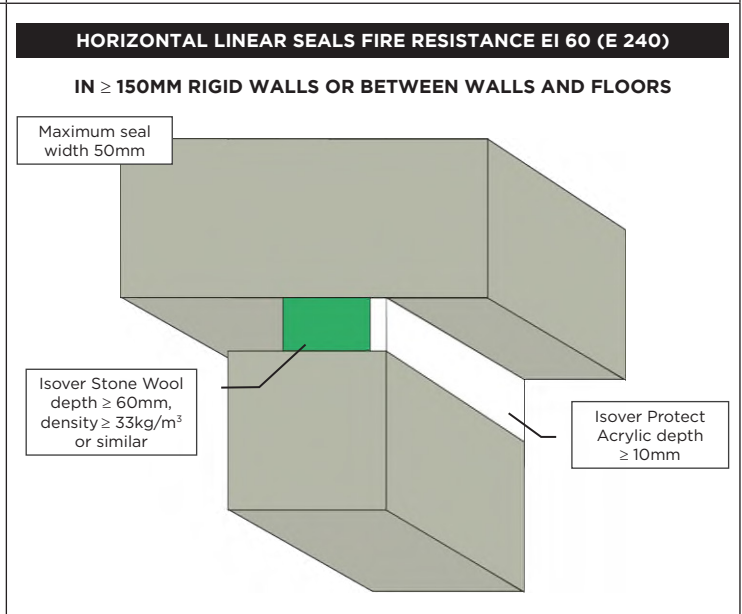 HORIZONTAL LINEAR SEALS FIRE RESISTANCE EI 60 (E 240)
IN ≥ 150MM RIGID WALLS OR BETWEEN WALLS AND FLOORS
Maximum seal
width 50mm
Isover Stone Wool
depth ≥ 60mm,
density ≥ 33kg/m³
or similar
Isover Protect
Acrylic depth
≥ 10mm